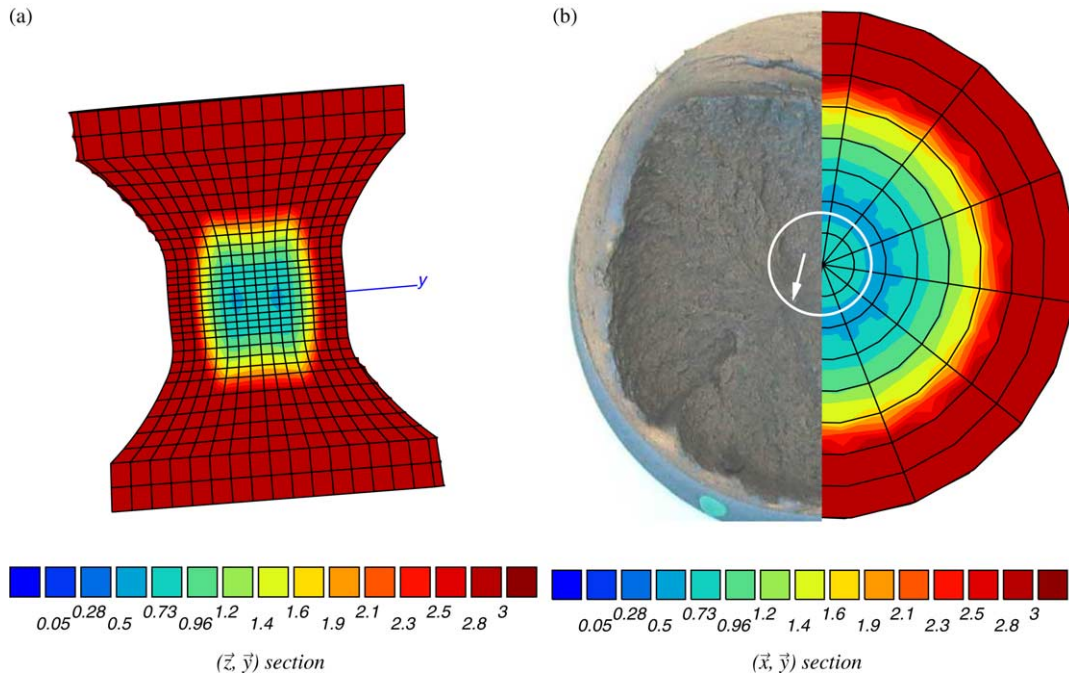 (a)
(b)
y
0.05 0.28 0.5 0.73 0.96 1.2 1.4 1.6 1.9 2.1 2.3 2.5 2.8 3
0.05 0.28 0.5 0.73 0.96 1.2 1.4 1.6 1.9 2.1 2.3 2.5 2.8 3
(z⃗, y⃗) section
(x⃗, y⃗) section